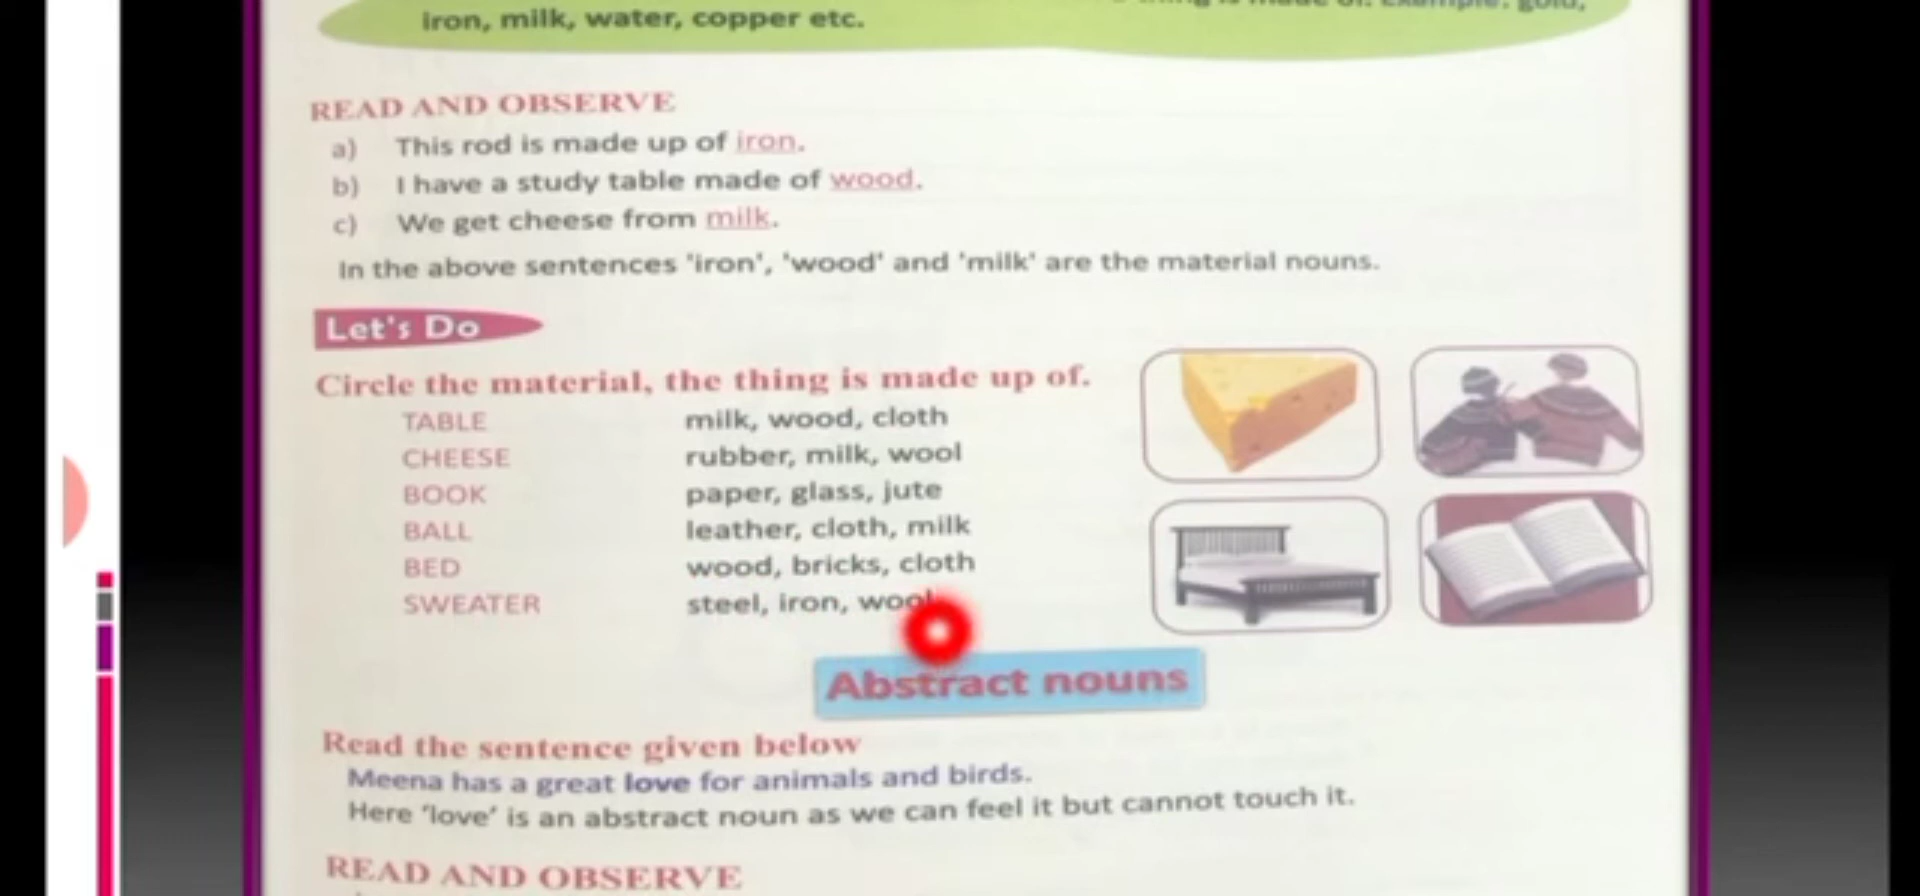 made of. Example: gold,
iron, milk, water, copper etc.
READ AND OBSERVE
a) This rod is made up of iron.
b) I have a study table made of wood.
c) We get cheese from milk.
In the above sentences 'iron', 'wood' and 'milk' are the material nouns.
Let's Do
Circle the material, the thing is made up of.
TABLE milk, wood, cloth
CHEESE rubber, milk, wool
BOOK paper, glass, jute
BALL leather, cloth, milk
BED wood, bricks, cloth
SWEATER steel, iron, wool
Abstract nouns
Read the sentence given below
Meena has a great love for animals and birds.
Here 'love' is an abstract noun as we can feel it but cannot touch it.
READ AND OBSERVE